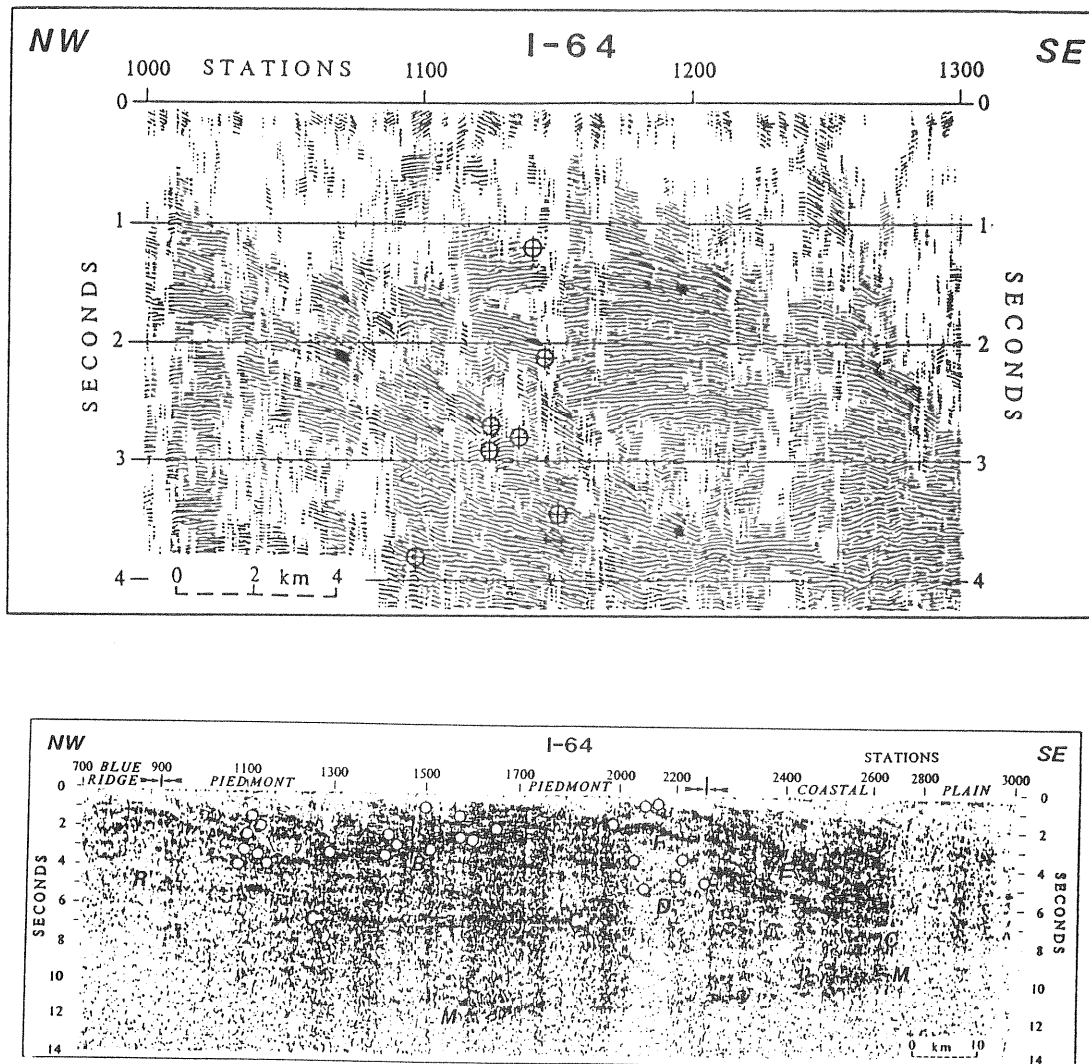 NW I-64 SE
1000 STATIONS 1100 1200 1300
0 0
1 1
2 2
3 3
4 4
SECONDS
SECONDS
0 2 km 4
NW I-64 SE
STATIONS
700 BLUE RIDGE 900 PIEDMONT 1100 1300 1500 1700 PIEDMONT 2000 2200 2400 COASTAL 2600 2800 PLAIN 3000
0 0
2 2
4 4
6 6
8 8
10 10
12 12
14 14
SECONDS
SECONDS
R
D
M
M
0 km 10